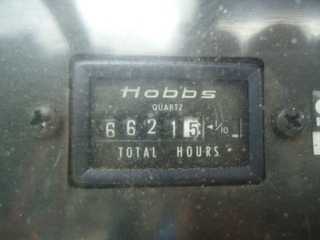 Hobbs
QUARTZ
66215 1/10
TOTAL HOURS
S